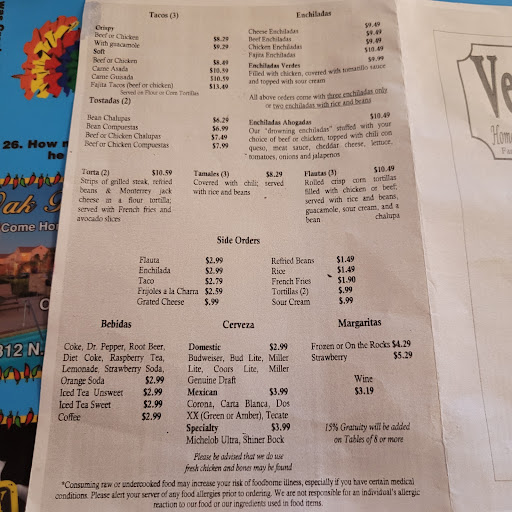 Tacos (3)
Crispy
Beef or Chicken $8.29
With guacamole $9.29
Soft
Beef or Chicken $8.49
Carne Asada $10.59
Carne Guisada $10.59
Fajita Tacos (beef or chicken) $13.49
Served on Flour or Corn Tortillas
Tostadas (2)
Bean Chalupas $6.29
Bean Compuestas $6.99
Beef or Chicken Chalupas $7.49
Beef or Chicken Compuestas $7.99
Enchiladas
$9.49
Cheese Enchiladas $9.49
Beef Enchiladas $9.49
Chicken Enchiladas $10.49
Fajita Enchiladas
$9.99
Enchiladas Verdes
Filled with chicken, covered with tomatillo sauce
and topped with sour cream
All above orders come with three enchiladas only
or two enchiladas with rice and beans
Enchiladas Ahogadas $10.49
Our "drowning enchiladas" stuffed with your
choice of beef or chicken, topped with chili con
queso, meat sauce, cheddar cheese, lettuce,
tomatoes, onions and jalapenos
Torta (2) $10.59
Strips of grilled steak, refried
beans & Monterrey jack
cheese in a flour tortilla;
served with French fries and
avocado slices
Tamales (3) $8.29
Covered with chili; served
with rice and beans
Flautas (3) $10.49
Rolled crisp corn tortillas
filled with chicken or beef;
served with rice and beans,
guacamole, sour cream, and a
bean chalupa
Side Orders
Flauta $2.99
Enchilada $2.99
Taco $2.79
Frijoles a la Charra $2.59
Grated Cheese $.99
Refried Beans $1.49
Rice $1.49
French Fries $1.90
Tortillas (2) $.99
Sour Cream $.99
Bebidas
Coke, Dr. Pepper, Root Beer,
Diet Coke, Raspberry Tea,
Lemonade, Strawberry Soda,
Orange Soda $2.99
Iced Tea Unsweet $2.99
Iced Tea Sweet $2.99
Coffee $2.99
Cerveza
Domestic $2.99
Budweiser, Bud Lite, Miller
Lite, Coors Lite, Miller
Genuine Draft
Mexican $3.99
Corona, Carta Blanca, Dos
XX (Green or Amber), Tecate
Specialty $3.99
Michelob Ultra, Shiner Bock
Please be advised that we do use
fresh chicken and bones may be found
Margaritas
Frozen or On the Rocks $4.29
Strawberry $5.29
Wine
$3.19
15% Gratuity will be added
on Tables of 8 or more
*Consuming raw or undercooked food may increase your risk of foodborne illness, especially if you have certain medical
conditions. Please alert your server of any food allergies prior to ordering. We are not responsible for an individual's allergic
reaction to our food or our ingredients used in food items.
26. How
he
Oak
Come Ho
312 N.
Ve
Home